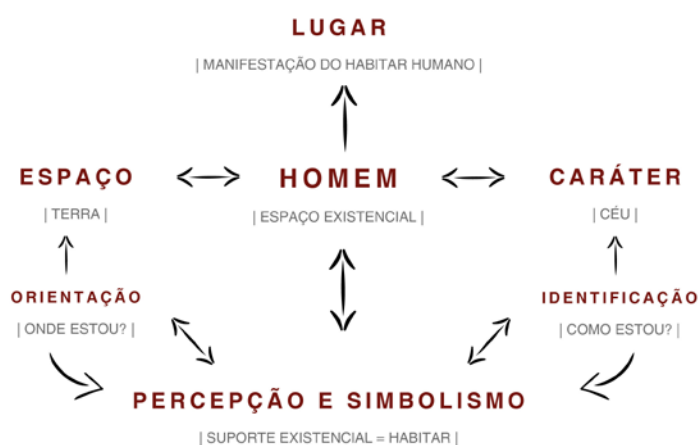 LUGAR
| MANIFESTAÇÃO DO HABITAR HUMANO |
ESPAÇO
| TERRA |
HOMEM
| ESPAÇO EXISTENCIAL |
CARÁTER
| CÉU |
ORIENTAÇÃO
| ONDE ESTOU? |
IDENTIFICAÇÃO
| COMO ESTOU? |
PERCEPÇÃO E SIMBOLISMO
| SUPORTE EXISTENCIAL = HABITAR |